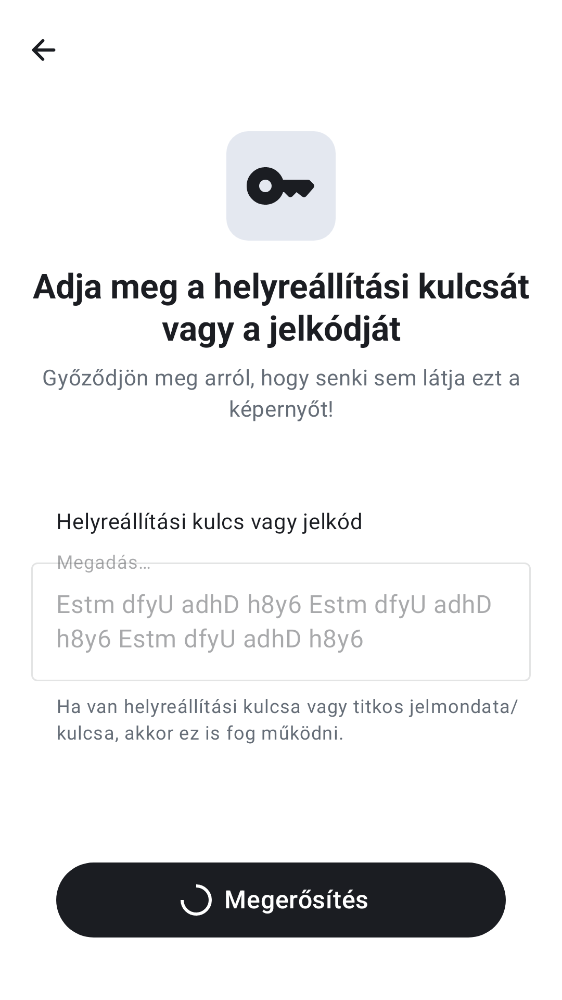 Adja meg a helyreállítási kulcsát
vagy a jelkódját
Győződjön meg arról, hogy senki sem látja ezt a
képernyőt!
Helyreállítási kulcs vagy jelkód
Megadás…
Estm dfyU adhD h8y6 Estm dfyU adhD
h8y6 Estm dfyU adhD h8y6
Ha van helyreállítási kulcsa vagy titkos jelmondata/
kulcsa, akkor ez is fog működni.
Megerősítés